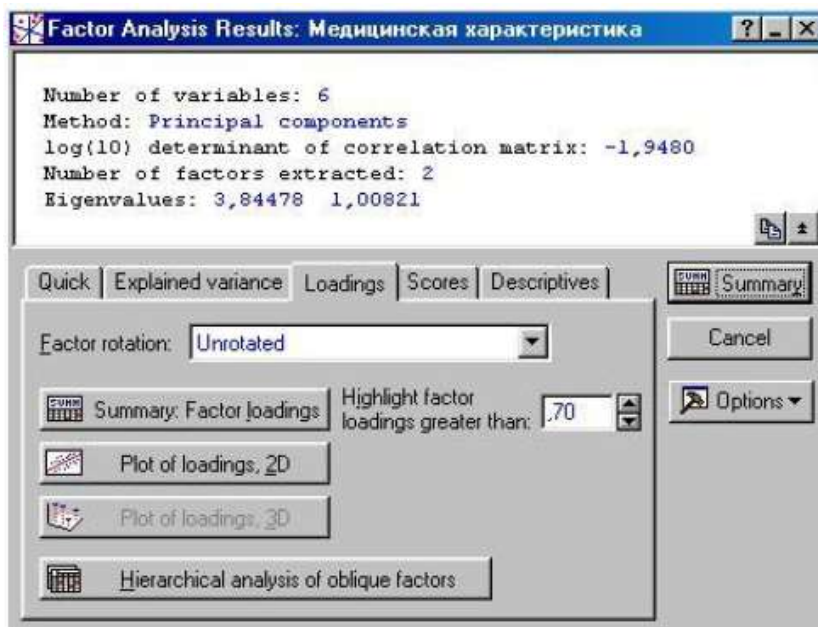 Factor Analysis Results: Медицинская характеристика
Number of variables: 6
Method: Principal components
log(10) determinant of correlation matrix: -1,9480
Number of factors extracted: 2
Eigenvalues: 3,84478 1,00821
Quick Explained variance Loadings Scores Descriptives
Summary
Factor rotation: Unrotated
Cancel
Summary: Factor loadings
Highlight factor
loadings greater than: ,70
Options
Plot of loadings, 2D
Plot of loadings, 3D
Hierarchical analysis of oblique factors